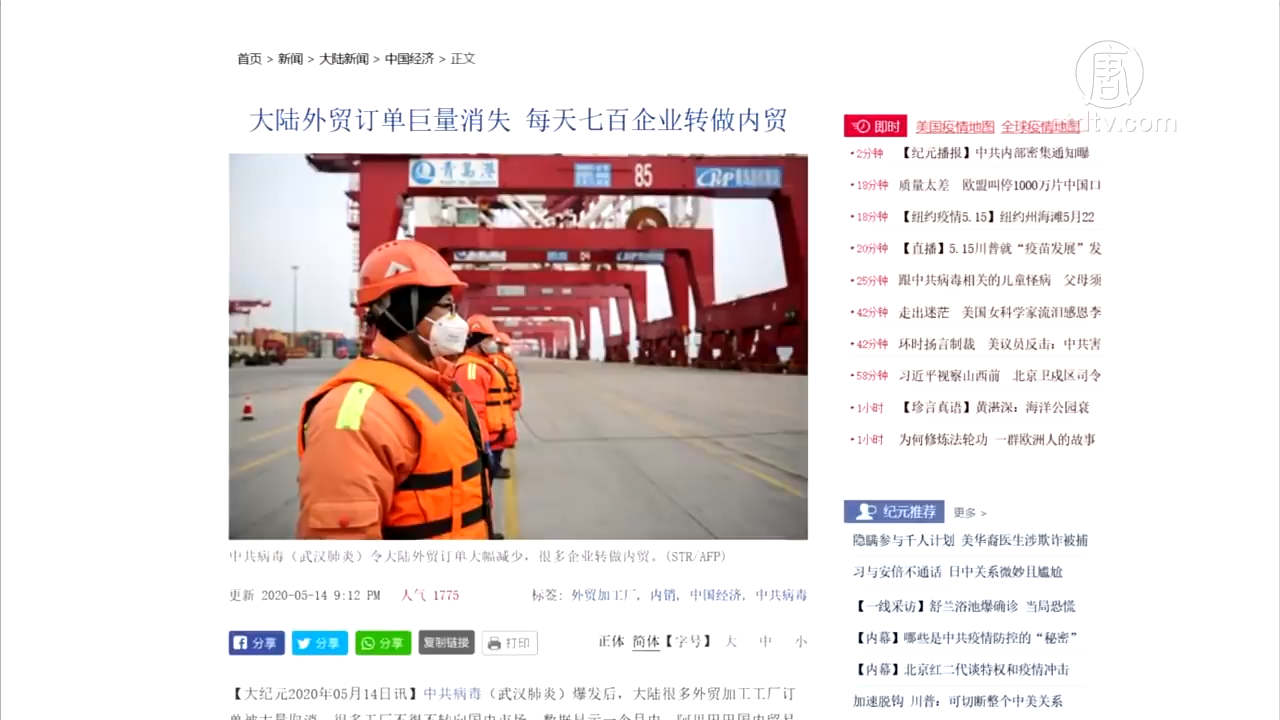 首页 > 新闻 > 大陆新闻 > 中国经济 > 正文
大陆外贸订单巨量消失 每天七百企业转做内贸
青岛港
85
中共病毒（武汉肺炎）令大陆外贸订单大幅减少，很多企业转做内贸。(STR/AFP)
更新 2020-05-14 9:12 PM 人气 1775 标签: 外贸加工厂, 内销, 中国经济, 中共病毒
分享 分享 分享 复制链接 打印 正体 简体【字号】大 中 小
【大纪元2020年05月14日讯】中共病毒（武汉肺炎）爆发后，大陆很多外贸加工工厂订
唐
ntdtv.com
即时 美国疫情地图 全球疫情地图
•2分钟 【纪元播报】中共内部密集通知曝
•18分钟 质量太差 欧盟叫停1000万片中国口
•18分钟 【纽约疫情5.15】纽约州海滩5月22
•20分钟 【直播】5.15川普就“疫苗发展”发
•25分钟 跟中共病毒相关的儿童怪病 父母须
•42分钟 走出迷茫 美国女科学家流泪感恩李
•42分钟 环时扬言制裁 美议员反击：中共害
•58分钟 习近平视察山西前 北京卫戍区司令
•1小时 【珍言真语】黄湛深：海洋公园衰
•1小时 为何修炼法轮功 一群欧洲人的故事
纪元推荐 更多 >
隐瞒参与千人计划 美华裔医生涉欺诈被捕
习与安倍不通话 日中关系微妙且尴尬
【一线采访】舒兰浴池爆确诊 当局恐慌
【内幕】哪些是中共疫情防控的“秘密”
【内幕】北京红二代谈特权和疫情冲击
加速脱钩 川普：可切断整个中美关系